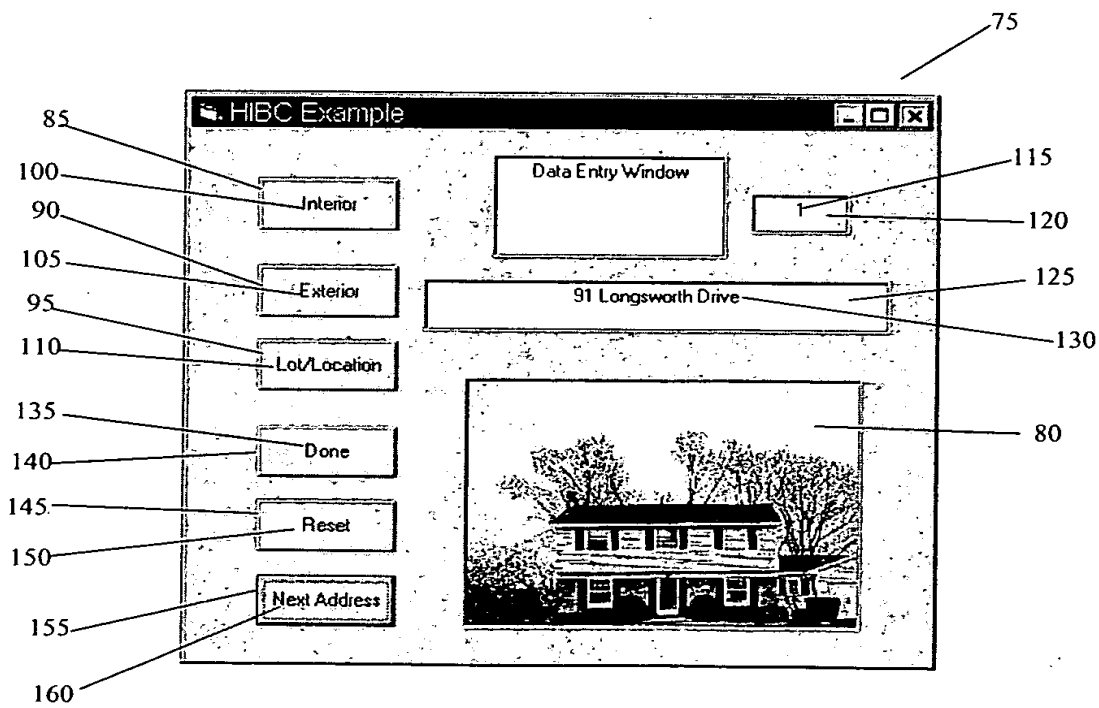 75
HIBC Example
85
100
90
105
95
110
135
140
145
150
155
160
Interior
Exterior
Lot/Location
Done
Reset
Next Address
Data Entry Window
1
91 Longsworth Drive
115
120
125
130
80